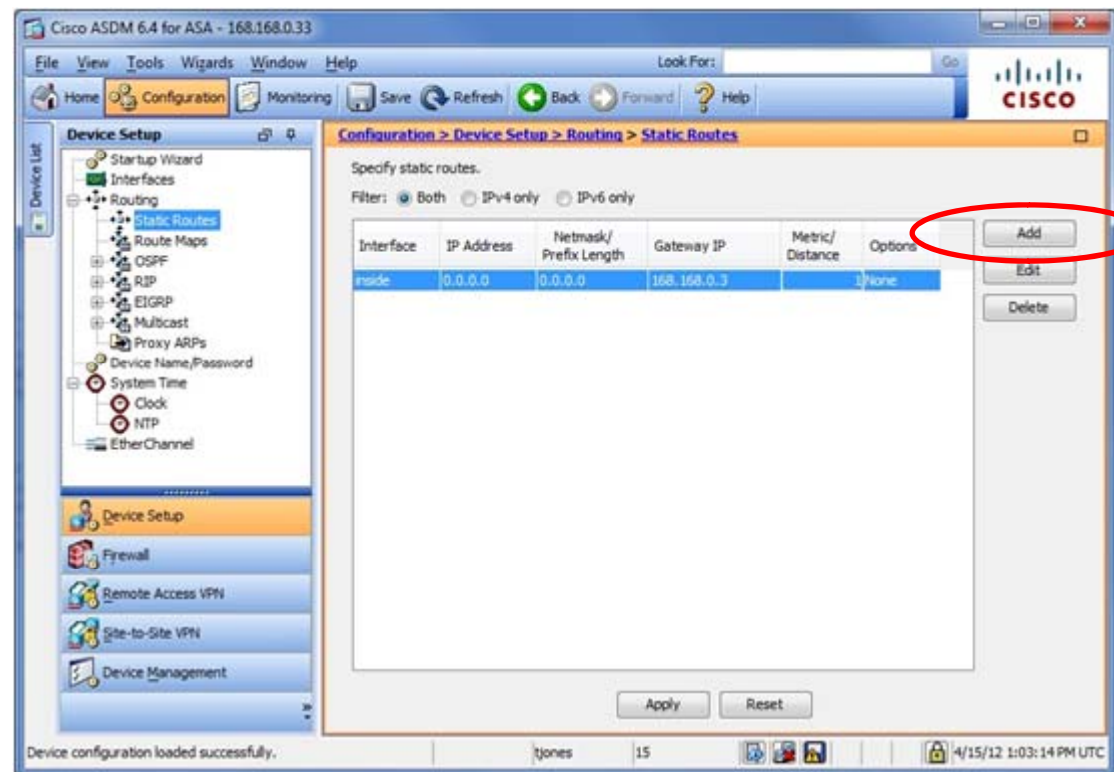 Cisco ASDM 6.4 for ASA - 168.168.0.33
File View Tools Wizards Window Help Look For: Go
Home Configuration Monitoring Save Refresh Back Forward Help
CISCO
Device List
Device Setup
Startup Wizard
Interfaces
Routing
Static Routes
Route Maps
OSPF
RIP
EIGRP
Multicast
Proxy ARPs
Device Name/Password
System Time
Clock
NTP
EtherChannel
Device Setup
Firewall
Remote Access VPN
Site-to-Site VPN
Device Management
Configuration > Device Setup > Routing > Static Routes
Specify static routes.
Filter: Both IPv4 only IPv6 only
Interface IP Address Netmask/ Prefix Length Gateway IP Metric/ Distance Options
inside 0.0.0.0 0.0.0.0 168.168.0.3 1 None
Add
Edit
Delete
Apply Reset
Device configuration loaded successfully. tjones 15 4/15/12 1:03:14 PM UTC